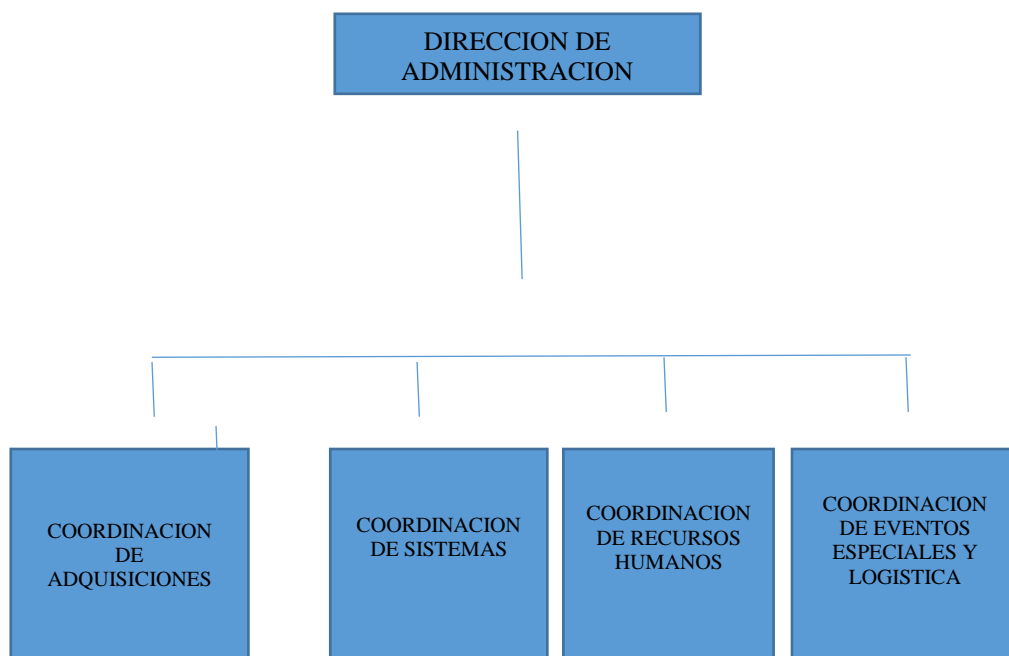 DIRECCION DE
ADMINISTRACION
COORDINACION
DE
ADQUISICIONES
COORDINACION
DE SISTEMAS
COORDINACION
DE RECURSOS
HUMANOS
COORDINACION
DE EVENTOS
ESPECIALES Y
LOGISTICA